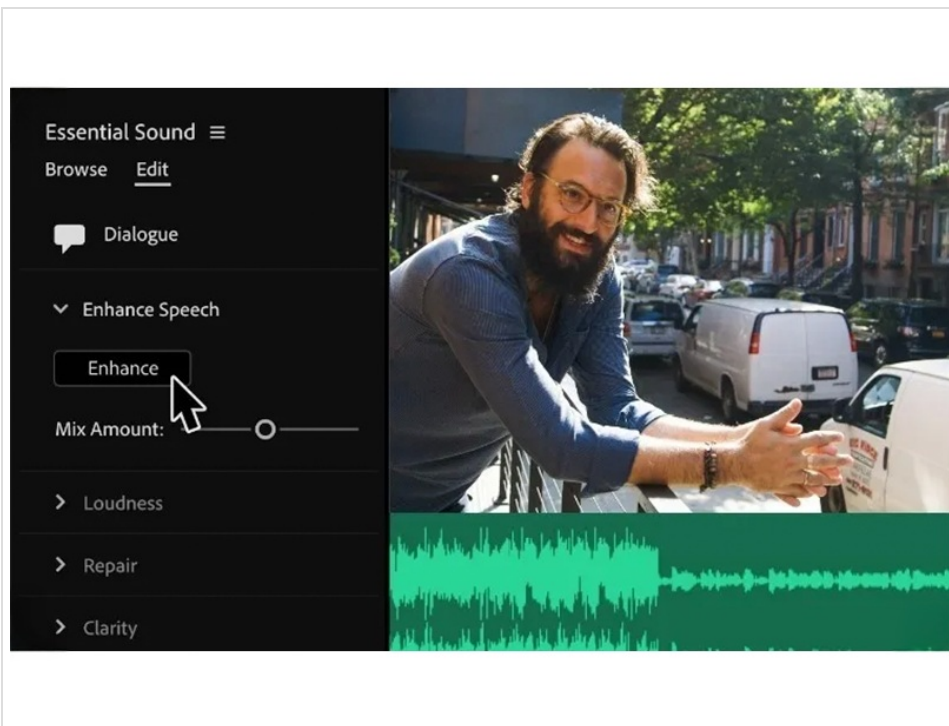 Essential Sound
Browse Edit
Dialogue
Enhance Speech
Enhance
Mix Amount:
Loudness
Repair
Clarity